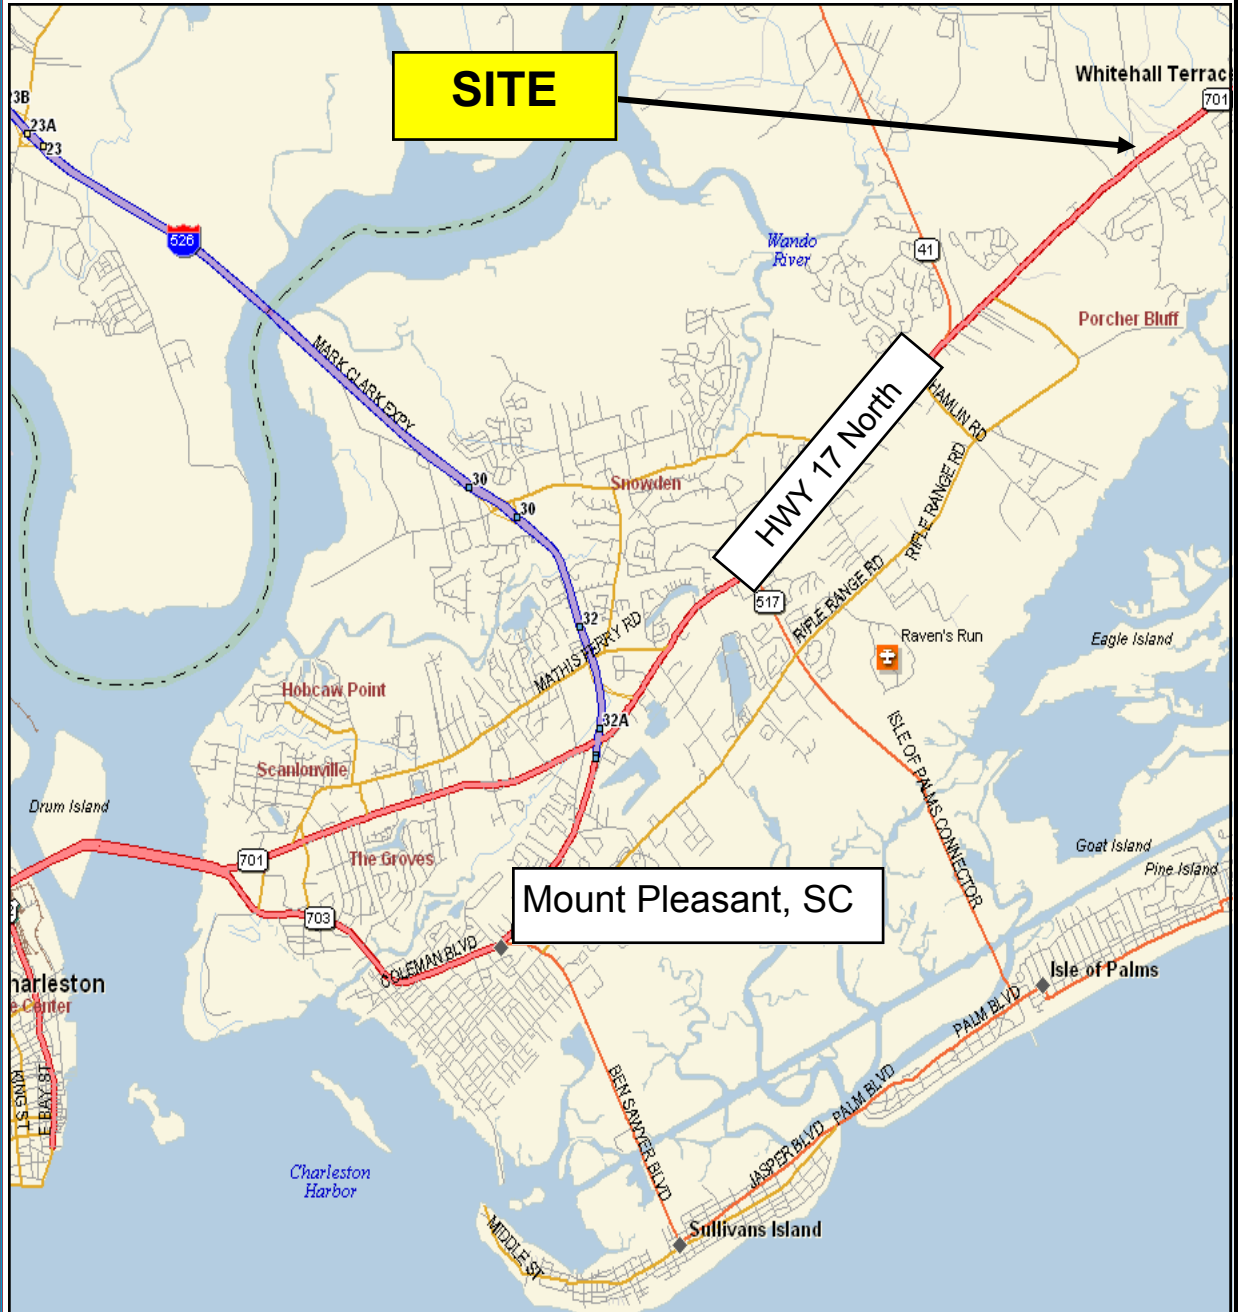 SITE
Whitehall Terrac
701
3B
23A
23
526
Wando
River
41
Porcher Bluff
MARK CLARK EXPY
HWY 17 North
HAMLIN RD
30
Snowden
30
RIFLE RANGE RD
517
RIFLE RANGE RD
32
MATHIS FERRY RD
Raven's Run
Eagle Island
Hobcaw Point
32A
ISLE OF PALMS CONNECTOR
Scanlonville
Drum Island
Goat Island
Pine Island
701
The Groves
Mount Pleasant, SC
703
COLEMAN BLVD
harleston
e Center
Isle of Palms
PALM BLVD
KING ST
E BAY ST
BEN SAWYER BLVD
PALM BLVD
JASPER BLVD
Charleston
Harbor
MIDDLE ST
Sullivans Island